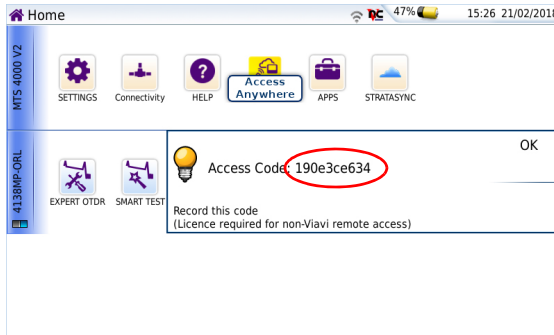 Home
47%
15:26 21/02/2018
MTS 4000 V2
SETTINGS
Connectivity
HELP
Access
Anywhere
APPS
STRATASYNC
4138MP-ORL
EXPERT OTDR
SMART TEST
OK
Access Code: 190e3ce634
Record this code
(Licence required for non-Viavi remote access)